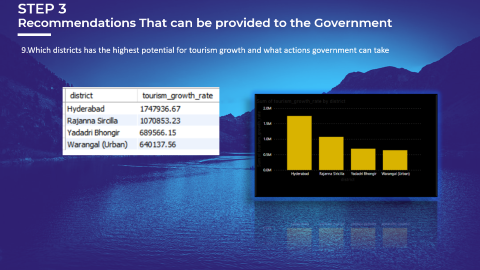 STEP 3
Recommendations That can be provided to the Government
9.Which districts has the highest potential for tourism growth and what actions government can take
district tourism_growth_rate
Hyderabad 1747936.67
Rajanna Sircilla 1070853.23
Yadadri Bhongir 689566.15
Warangal (Urban) 640137.56
2.0M
1.5M
1.0M
0.5M
0.0M
Hyderabad Rajanna Sircilla Yadadri Bhongir Warangal (Urban)